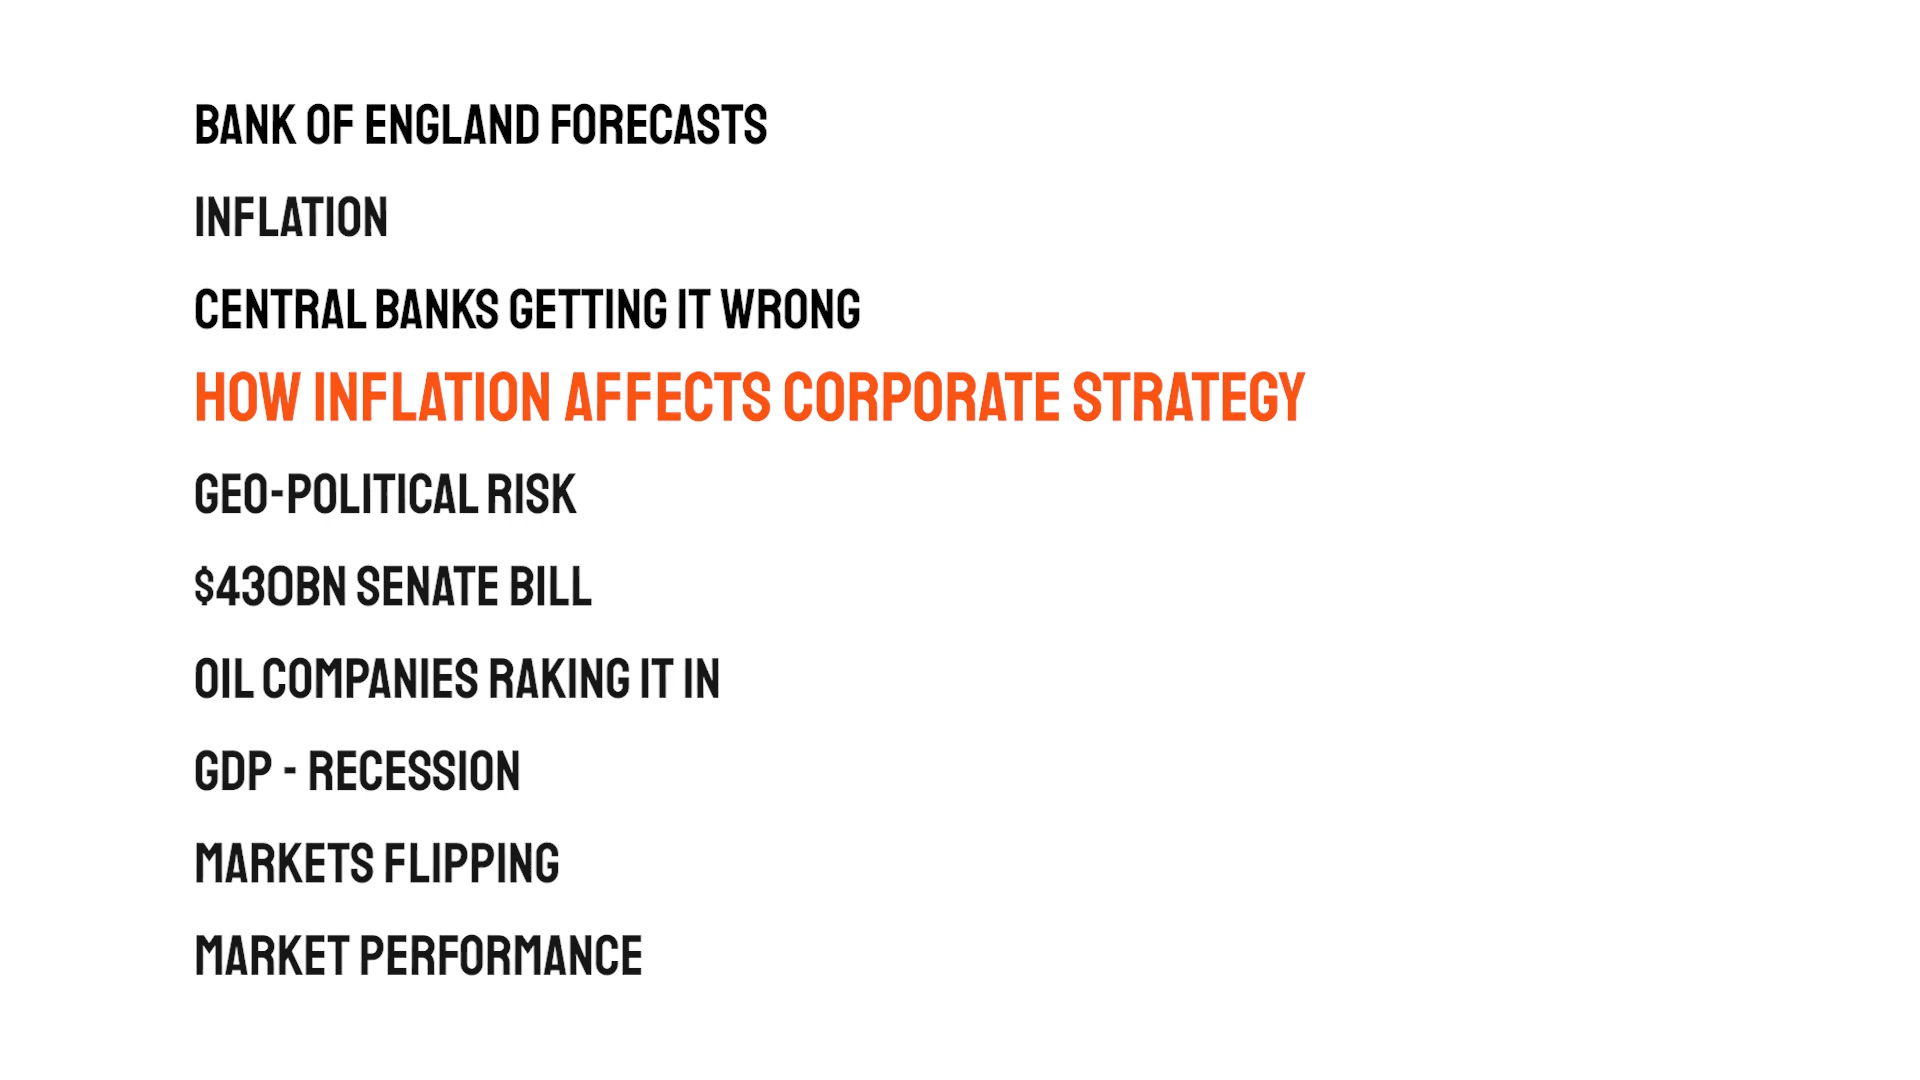 BANK OF ENGLAND FORECASTS
INFLATION
CENTRAL BANKS GETTING IT WRONG
HOW INFLATION AFFECTS CORPORATE STRATEGY
GEO-POLITICAL RISK
$430BN SENATE BILL
OIL COMPANIES RAKING IT IN
GDP - RECESSION
MARKETS FLIPPING
MARKET PERFORMANCE